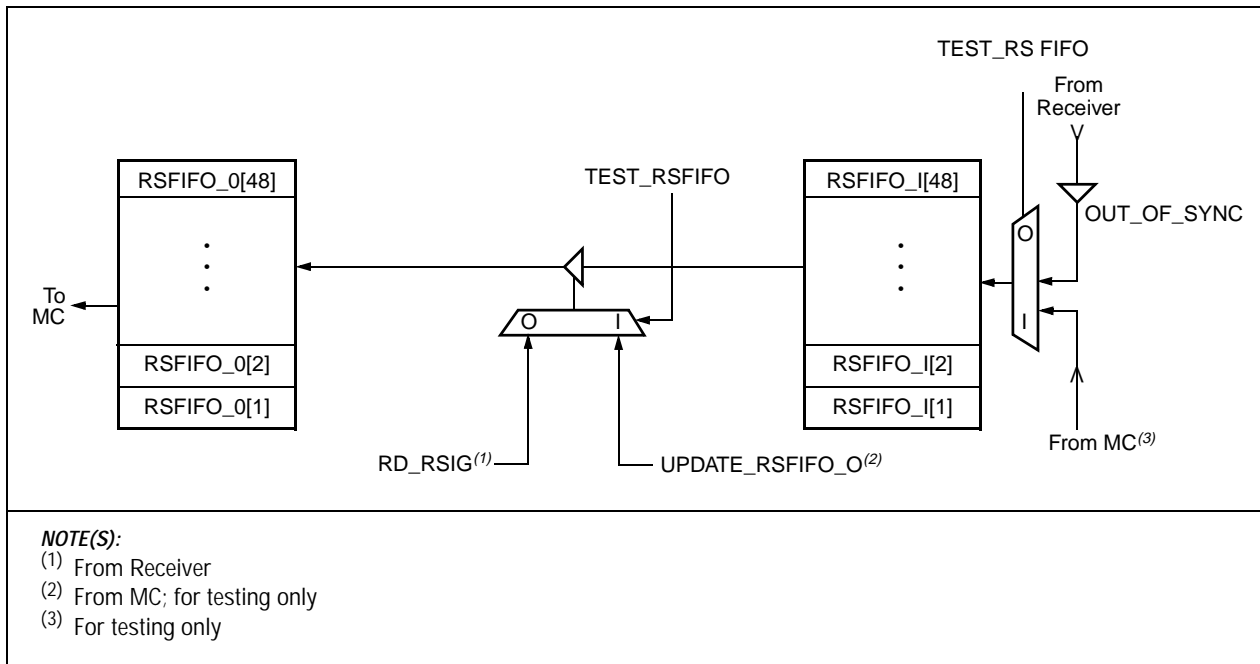 TEST_RS FIFO
From
Receiver
RSFIFO_0[48]
TEST_RSFIFO
RSFIFO_I[48]
OUT_OF_SYNC
O
I
To
MC
O
I
RSFIFO_0[2]
RSFIFO_I[2]
RSFIFO_0[1]
RSFIFO_I[1]
From MC(3)
RD_RSIG(1)
UPDATE_RSFIFO_O(2)
NOTE(S):
(1) From Receiver
(2) From MC; for testing only
(3) For testing only